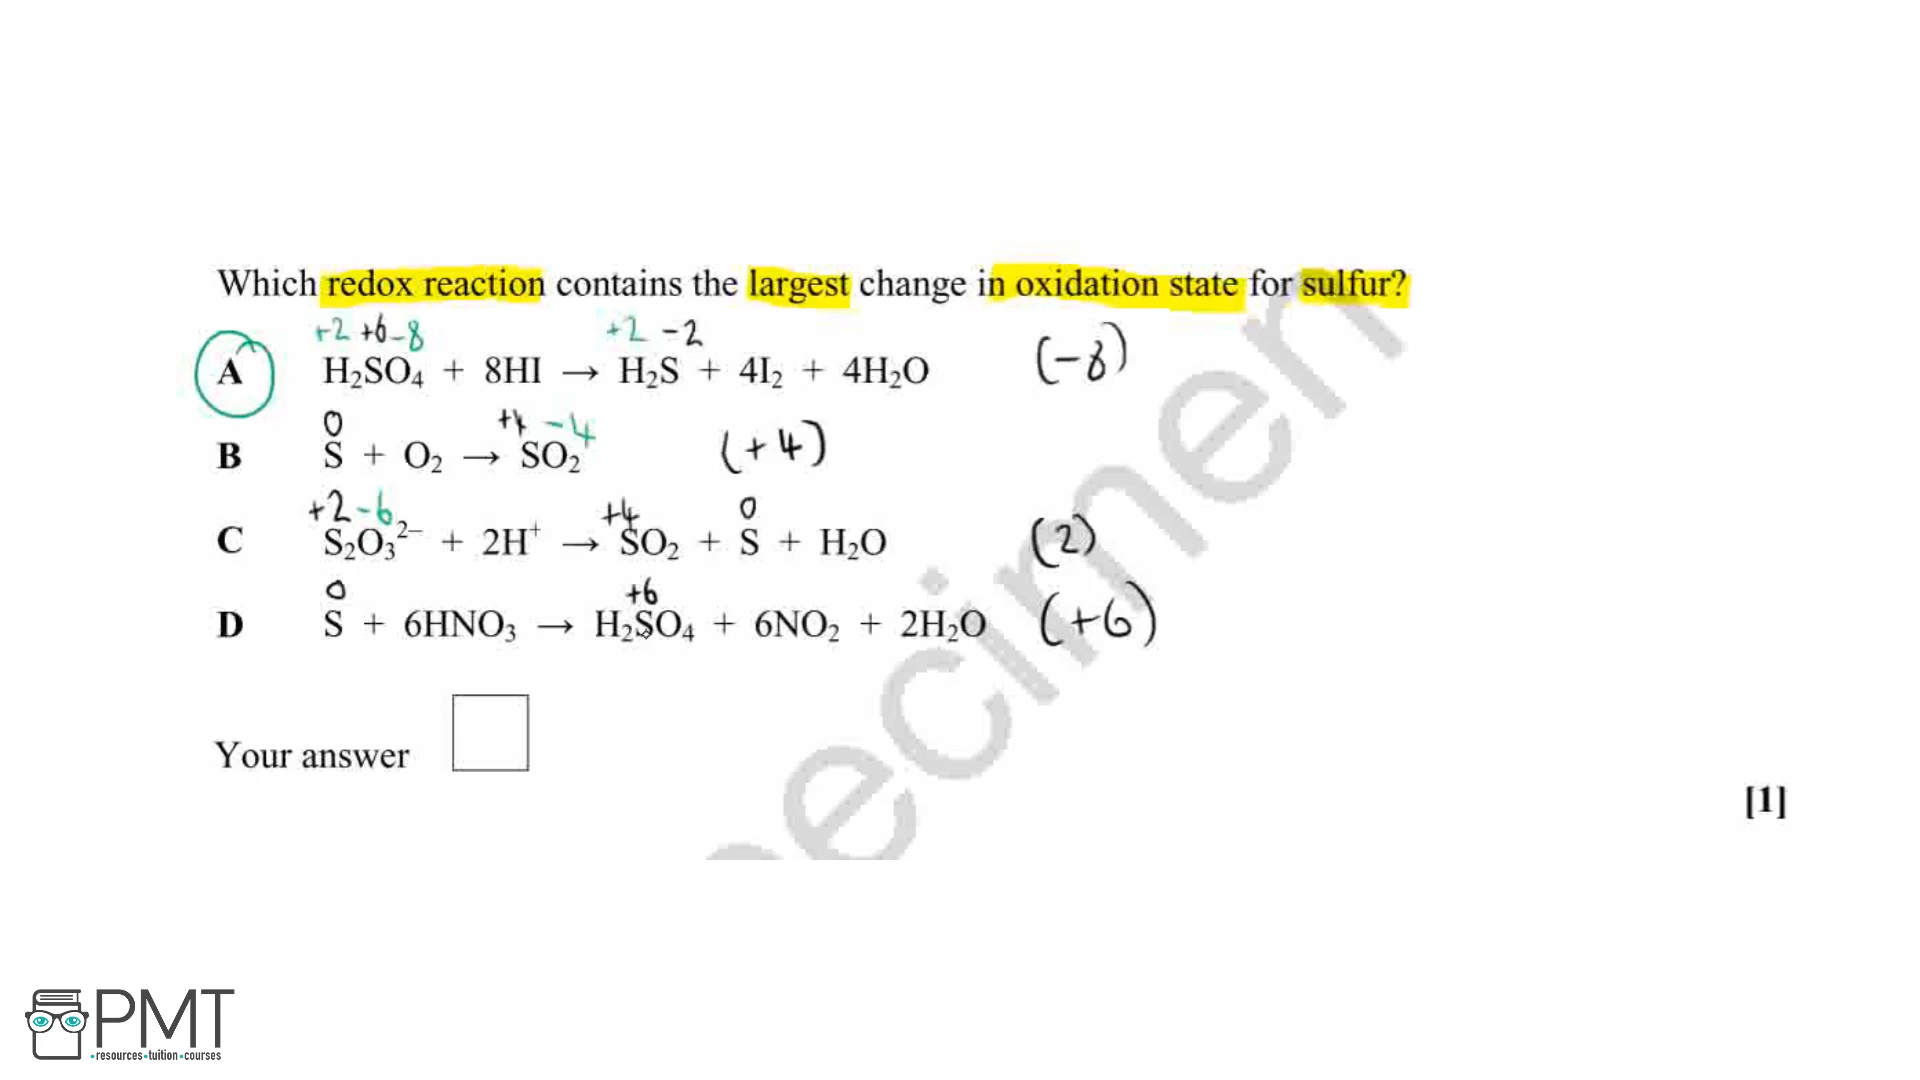 Which redox reaction contains the largest change in oxidation state for sulfur?
+2 +6 -8 +2 -2
A H₂SO₄ + 8HI → H₂S + 4I₂ + 4H₂O (-8)
0 +4 -4
B S + O₂ → SO₂ (+4)
+2 -6 +4 0
C S₂O₃²⁻ + 2H⁺ → SO₂ + S + H₂O (2)
0 +6
D S + 6HNO₃ → H₂SO₄ + 6NO₂ + 2H₂O (+6)
Your answer
[1]
ecimen
PMT
•resources•tuition•courses